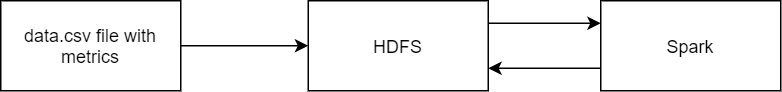 data.csv file with
metrics
HDFS
Spark